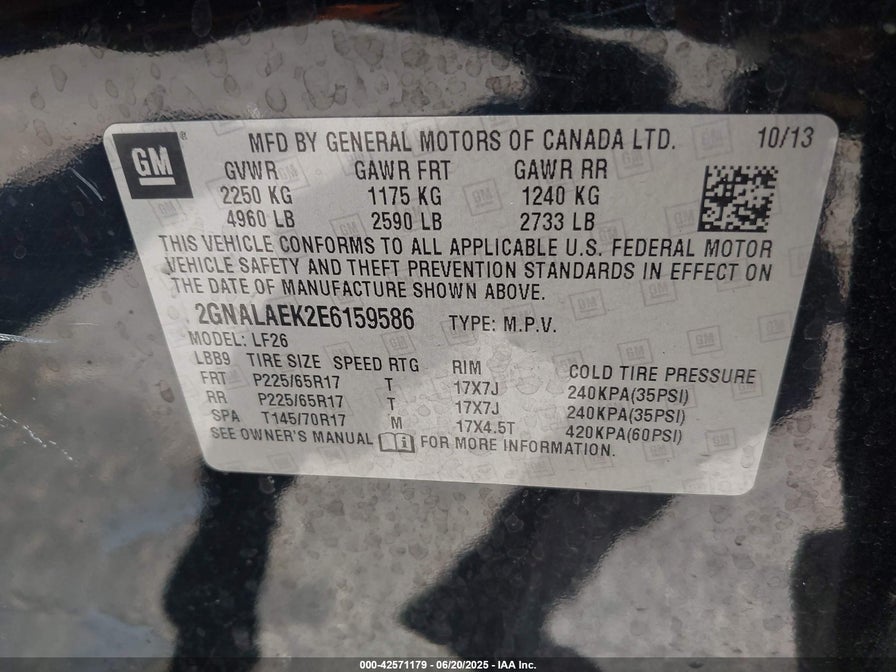 GM® MFD BY GENERAL MOTORS OF CANADA LTD. 10/13
GVWR GAWR FRT GAWR RR
2250 KG 1175 KG 1240 KG
4960 LB 2590 LB 2733 LB
THIS VEHICLE CONFORMS TO ALL APPLICABLE U.S. FEDERAL MOTOR
VEHICLE SAFETY AND THEFT PREVENTION STANDARDS IN EFFECT ON
THE DATE OF MANUFACTURE SHOWN ABOVE.
2GNALAEK2E6159586 TYPE: M.P.V.
MODEL: LF26
LBB9 TIRE SIZE SPEED RTG RIM COLD TIRE PRESSURE
FRT P225/65R17 T 17X7J 240KPA(35PSI)
RR P225/65R17 T 17X7J 240KPA(35PSI)
SPA T145/70R17 M 17X4.5T 420KPA(60PSI)
SEE OWNER'S MANUAL FOR MORE INFORMATION.
000-42571179 — 06/20/2025 — IAA Inc.